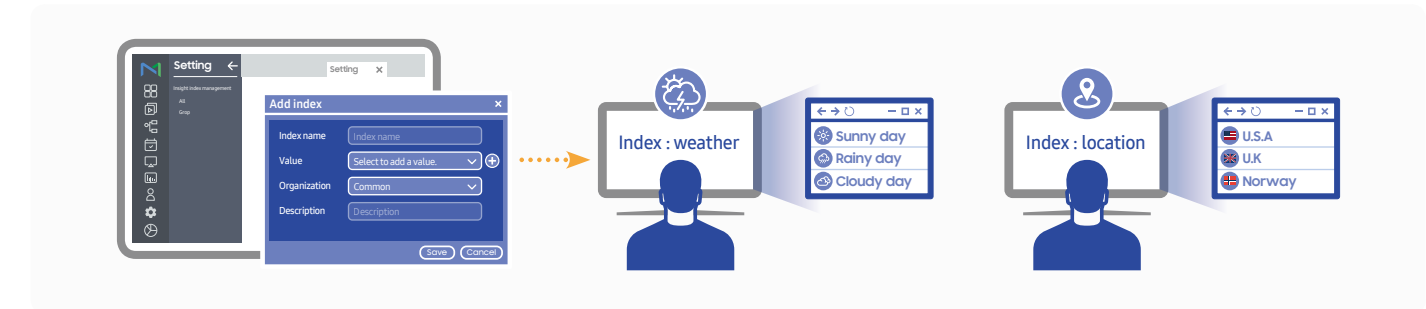 Setting
Setting
Insight index management
All
Grop
Add index
Index name
Index name
Value
Select to add a value.
Organization
Common
Description
Description
Save
Cancel
Index : weather
Sunny day
Rainy day
Cloudy day
Index : location
U.S.A
U.K
Norway